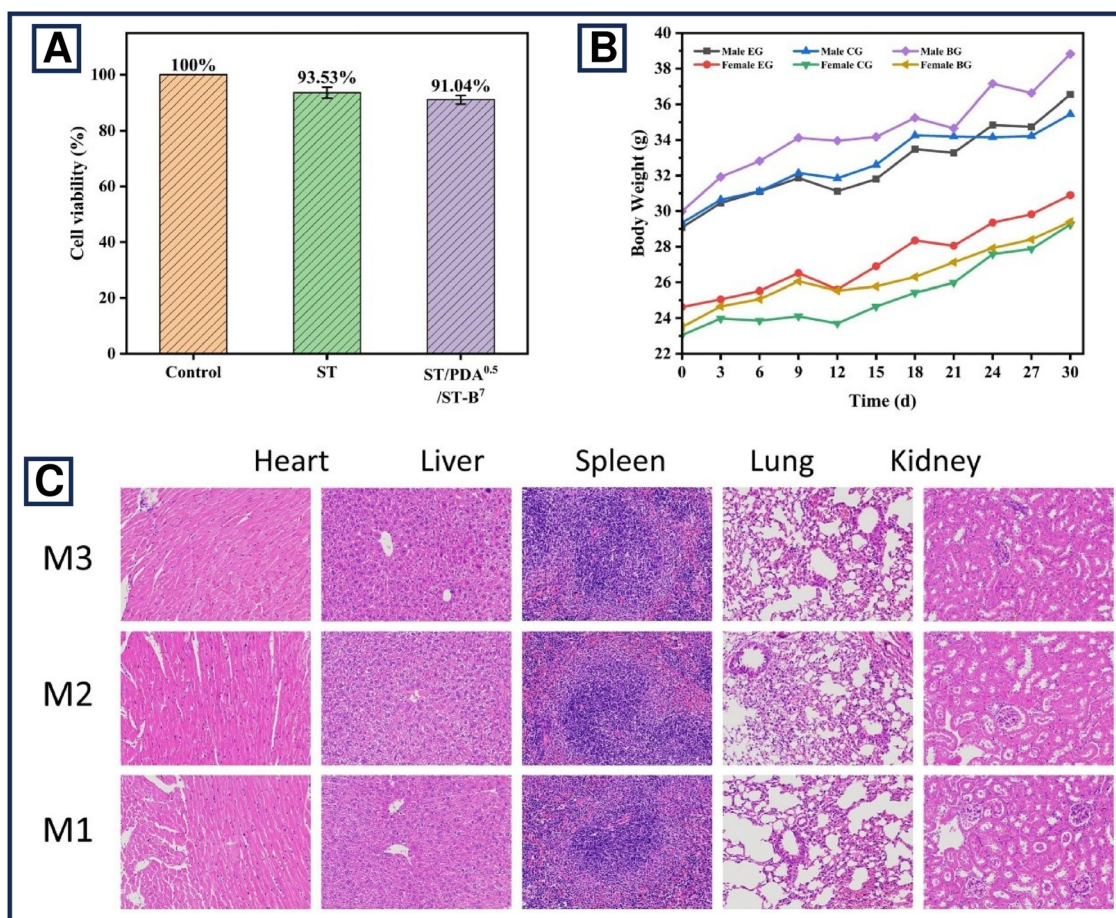 A
Cell viability (%)
100
80
60
40
20
0
100%
93.53%
91.04%
Control
ST
ST/PDA⁰·⁵
/ST-B⁷
B
Body Weight (g)
40
38
36
34
32
30
28
26
24
22
Male EG
Male CG
Male BG
Female EG
Female CG
Female BG
0 3 6 9 12 15 18 21 24 27 30
Time (d)
C
Heart Liver Spleen Lung Kidney
M3
M2
M1